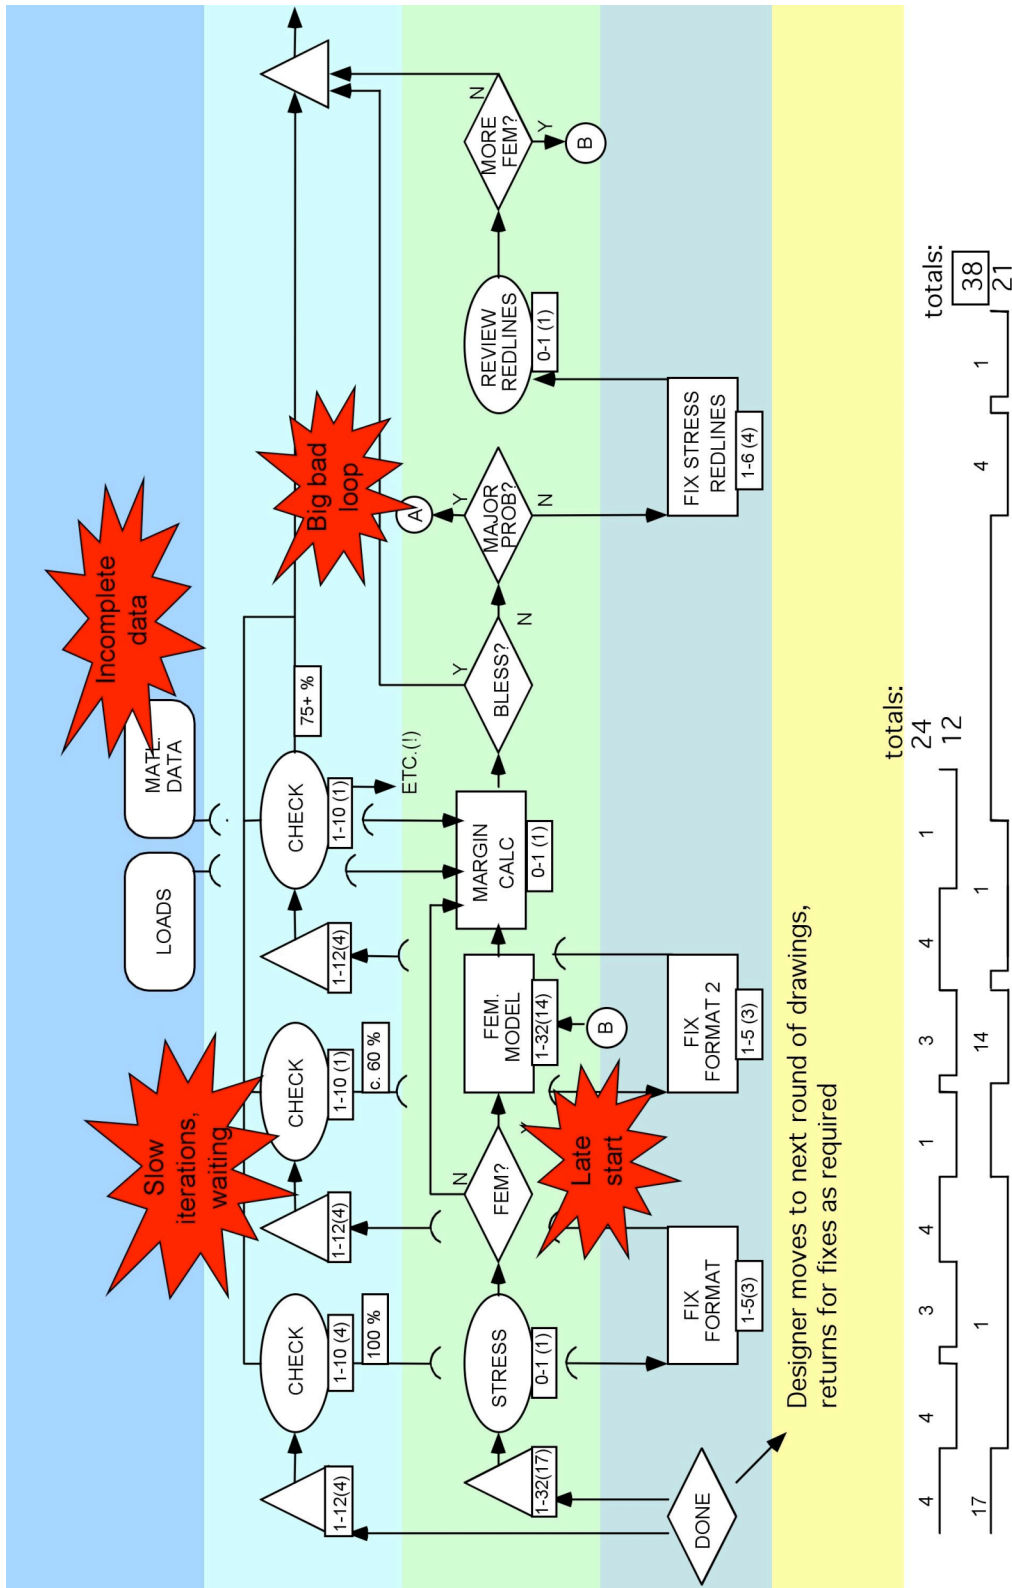 LOADS
MATL.
DATA
Incomplete
data
Slow
iterations,
waiting
Big bad
loop
CHECK
1-12(4)
1-10 (4)
100 %
CHECK
1-12(4)
1-10 (1)
c. 60 %
CHECK
1-12(4)
1-10 (1)
75+ %
ETC.(!)
STRESS
1-32(17)
0-1 (1)
FEM?
N
FEM.
MODEL
1-32(14)
B
MARGIN
CALC
0-1 (1)
BLESS?
Y
N
MAJOR
PROB?
Y
N
A
REVIEW
REDLINES
0-1 (1)
MORE
FEM?
N
Y
B
Late
start
DONE
FIX
FORMAT
1-5(3)
FIX
FORMAT 2
1-5 (3)
FIX STRESS
REDLINES
1-6 (4)
Designer moves to next round of drawings,
returns for fixes as required
totals:
4 4 3 4 1 3 4 1 24
12
totals:
17 1 14 1 4 1 38
21